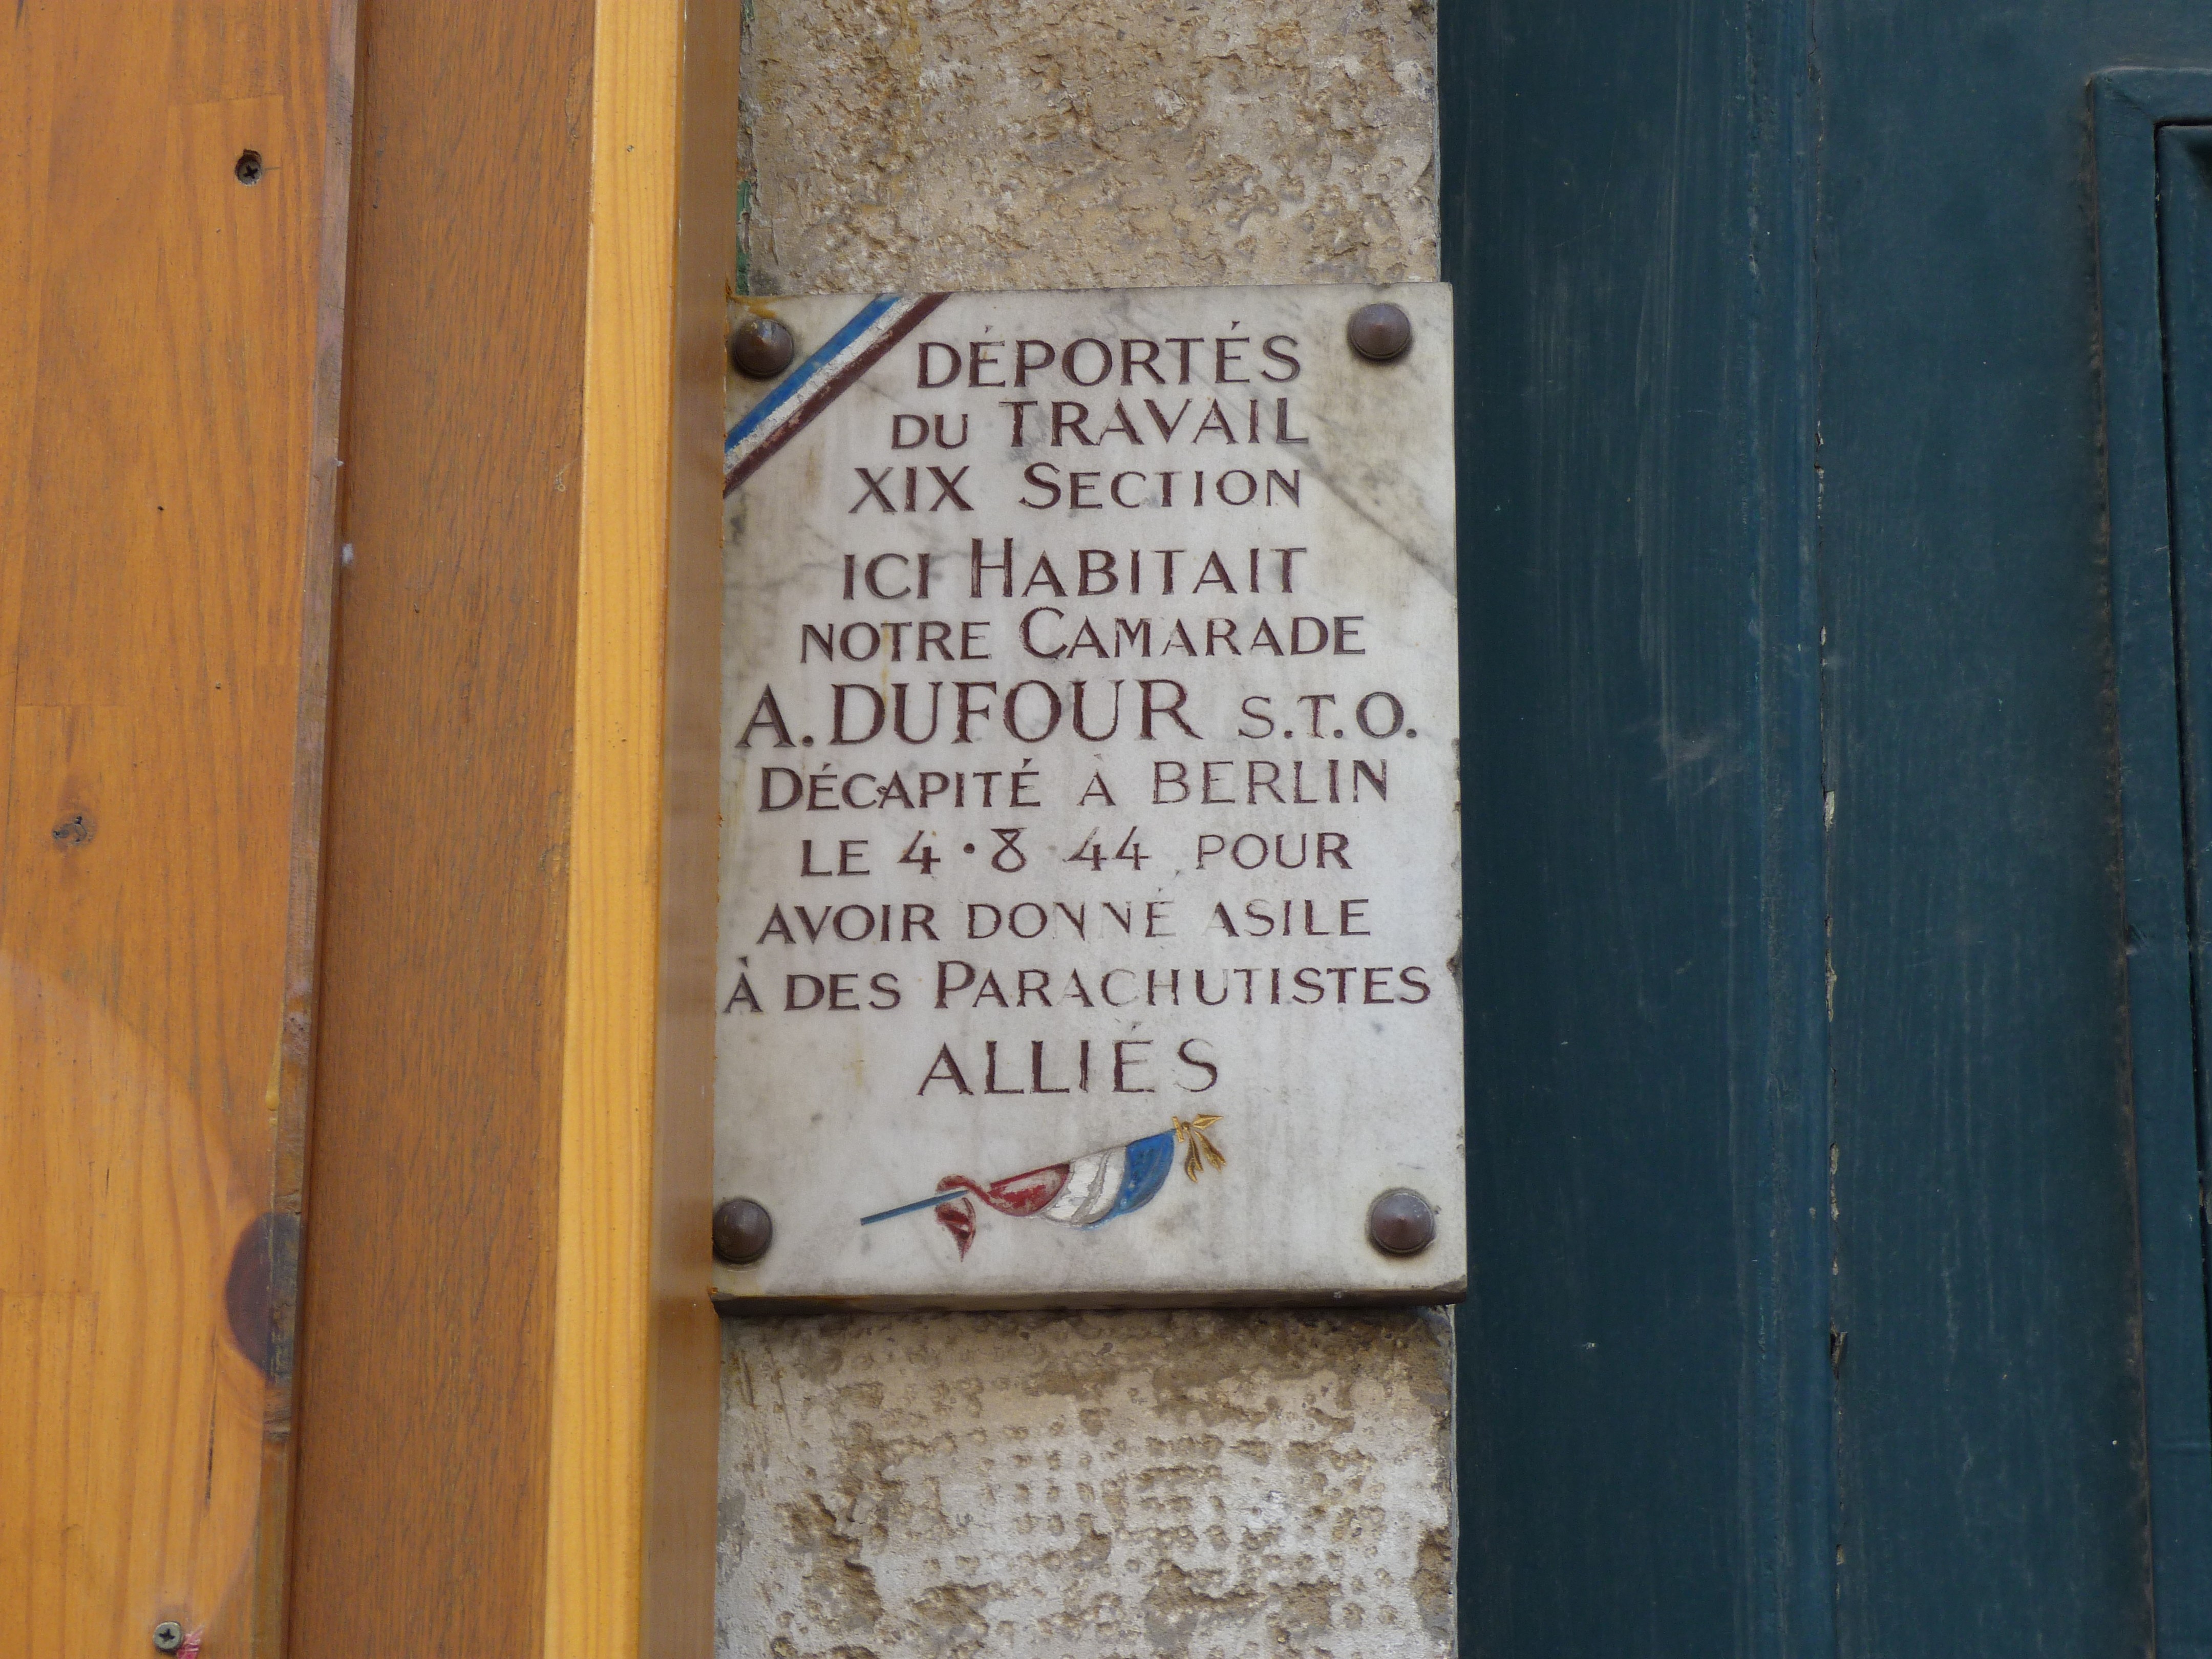 DÉPORTÉS
DU TRAVAIL
XIX SECTION
ICI HABITAIT
NOTRE CAMARADE
A. DUFOUR S.T.O.
DÉCAPITÉ À BERLIN
LE 4·8 44 POUR
AVOIR DONNÉ ASILE
À DES PARACHUTISTES
ALLIÉS